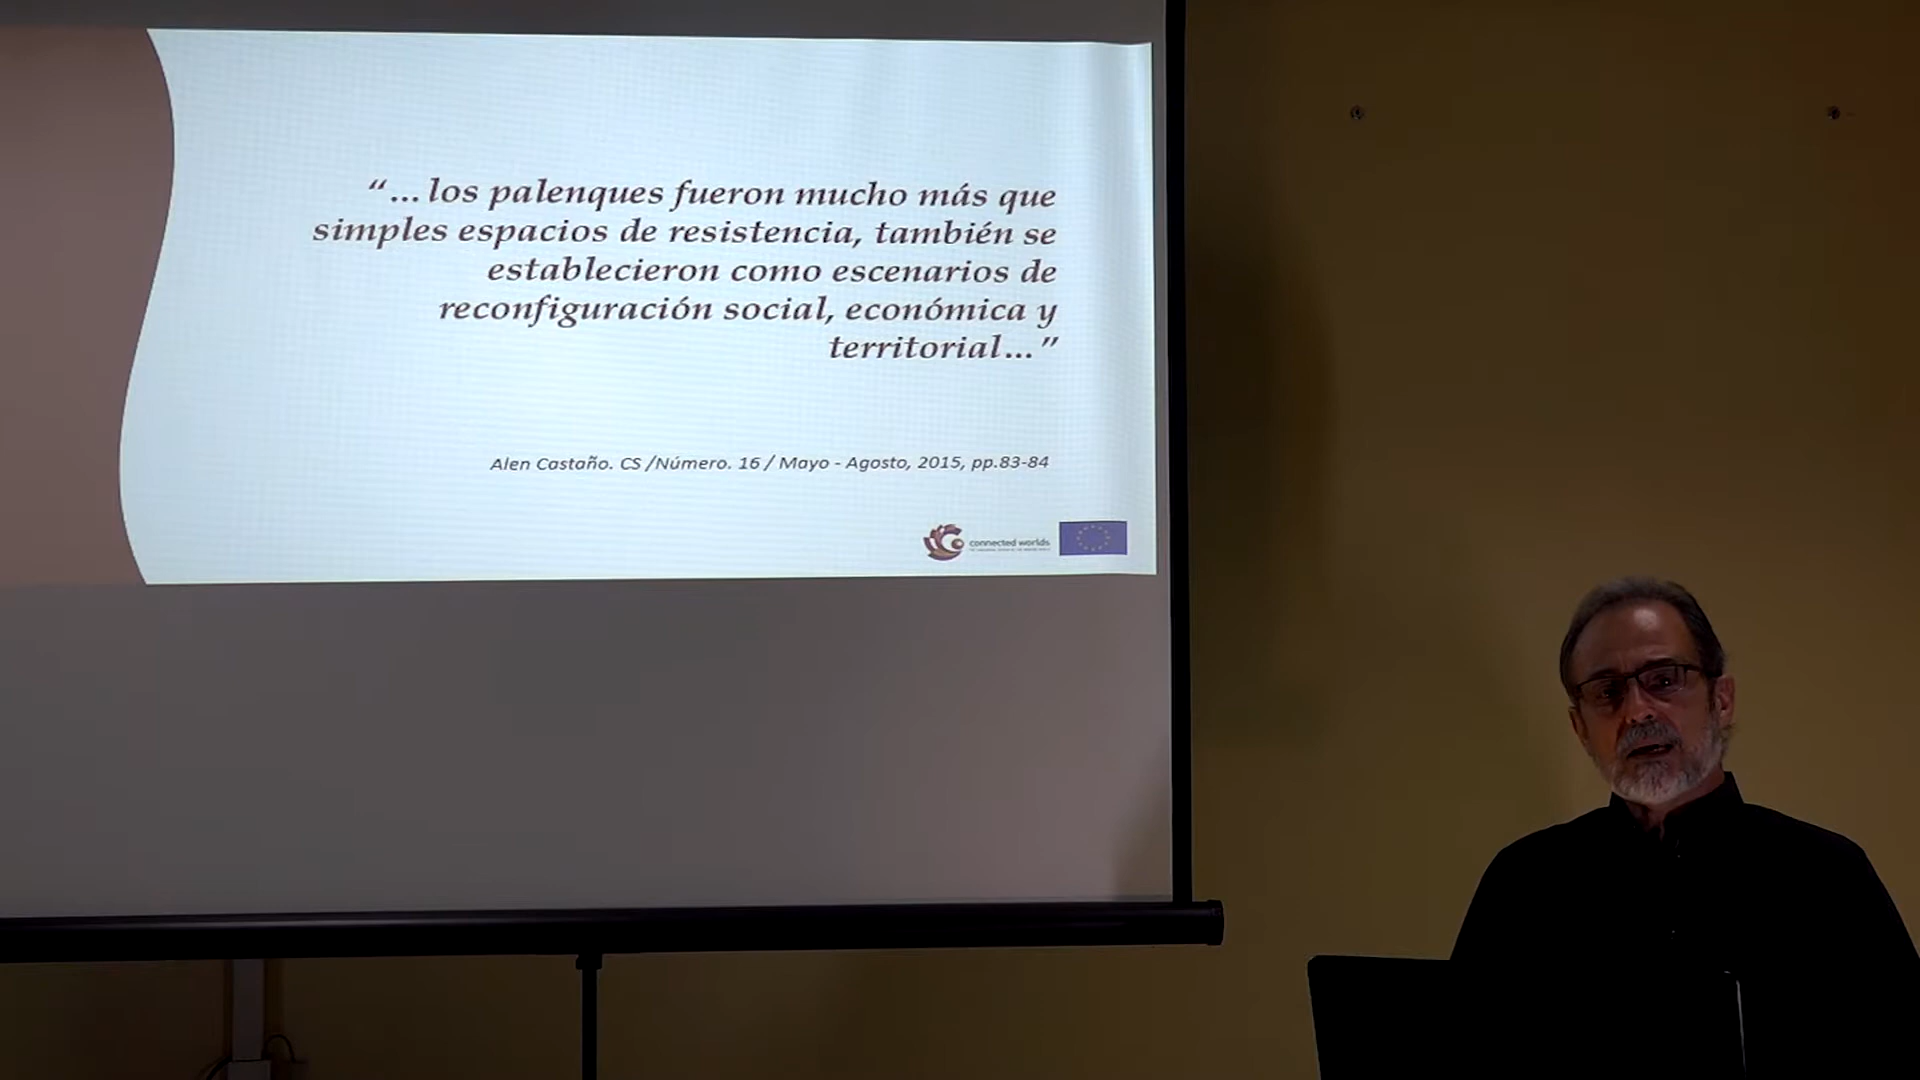 “... los palenques fueron mucho más que
simples espacios de resistencia, también se
establecieron como escenarios de
reconfiguración social, económica y
territorial... ”
Alen Castaño. CS /Número. 16 / Mayo - Agosto, 2015, pp.83-84
connected worlds